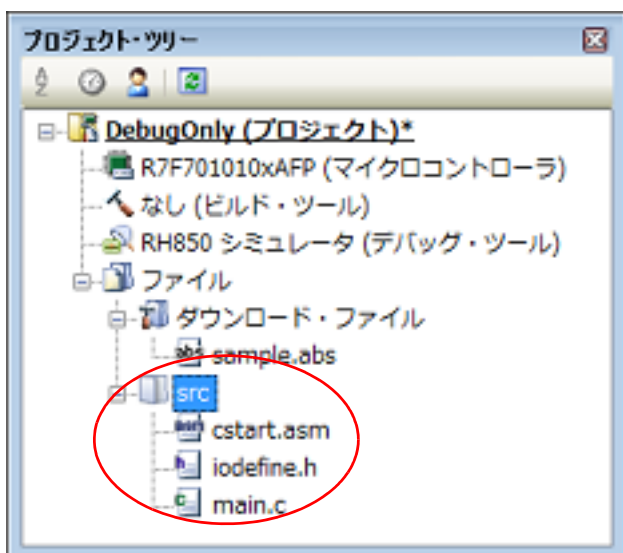 プロジェクト・ツリー
DebugOnly (プロジェクト)*
R7F701010xAFP (マイクロコントローラ)
なし (ビルド・ツール)
RH850 シミュレータ (デバッグ・ツール)
ファイル
ダウンロード・ファイル
abs sample.abs
src
asm cstart.asm
h iodefine.h
c main.c